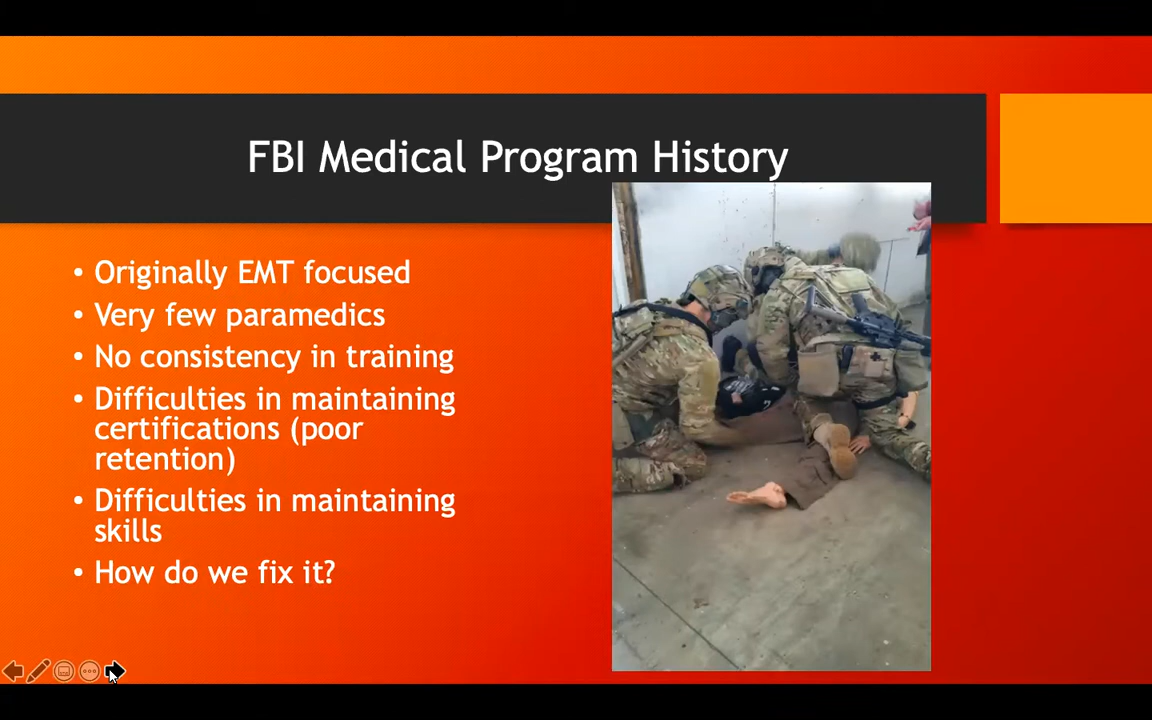 FBI Medical Program History
• Originally EMT focused
• Very few paramedics
• No consistency in training
• Difficulties in maintaining
certifications (poor
retention)
• Difficulties in maintaining
skills
• How do we fix it?